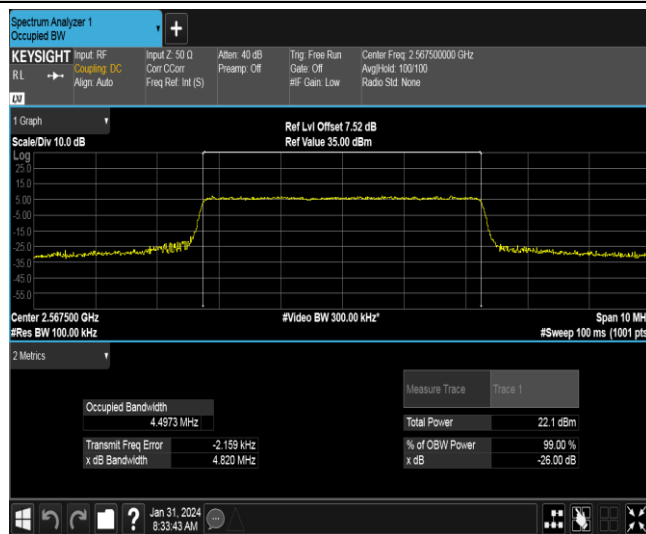 Spectrum Analyzer 1
Occupied BW
+
KEYSIGHT Input: RF Input Z: 50 Ω Atten: 40 dB Trig: Free Run Center Freq: 2.567500000 GHz
RL Coupling: DC Corr CCorr Preamp: Off Gate: Off Avg|Hold: 100/100
Align: Auto Freq Ref: Int (S) #IF Gain: Low Radio Std: None
LXI
1 Graph Ref Lvl Offset 7.52 dB
Scale/Div 10.0 dB Ref Value 35.00 dBm
Log
25.0
15.0
5.00
-5.00
-15.0
-25.0
-35.0
-45.0
-55.0
Center 2.567500 GHz #Video BW 300.00 kHz* Span 10 MH
#Res BW 100.00 kHz #Sweep 100 ms (1001 pts
2 Metrics
Measure Trace Trace 1
Occupied Bandwidth
4.4973 MHz Total Power 22.1 dBm
Transmit Freq Error -2.159 kHz % of OBW Power 99.00 %
x dB Bandwidth 4.820 MHz x dB -26.00 dB
? Jan 31, 2024
8:33:43 AM